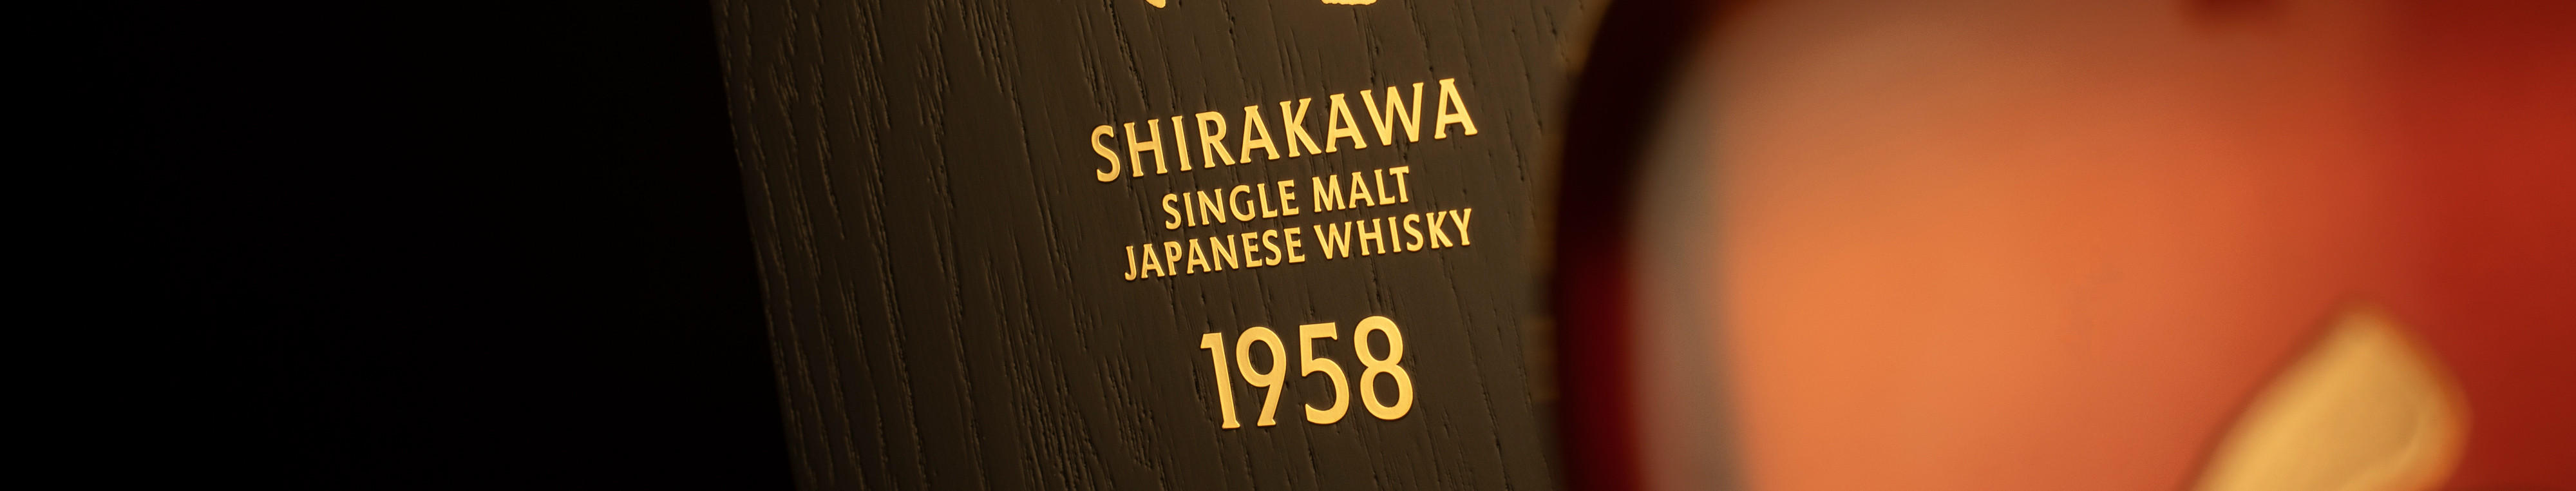 SHIRAKAWA
SINGLE MALT
JAPANESE WHISKY
1958